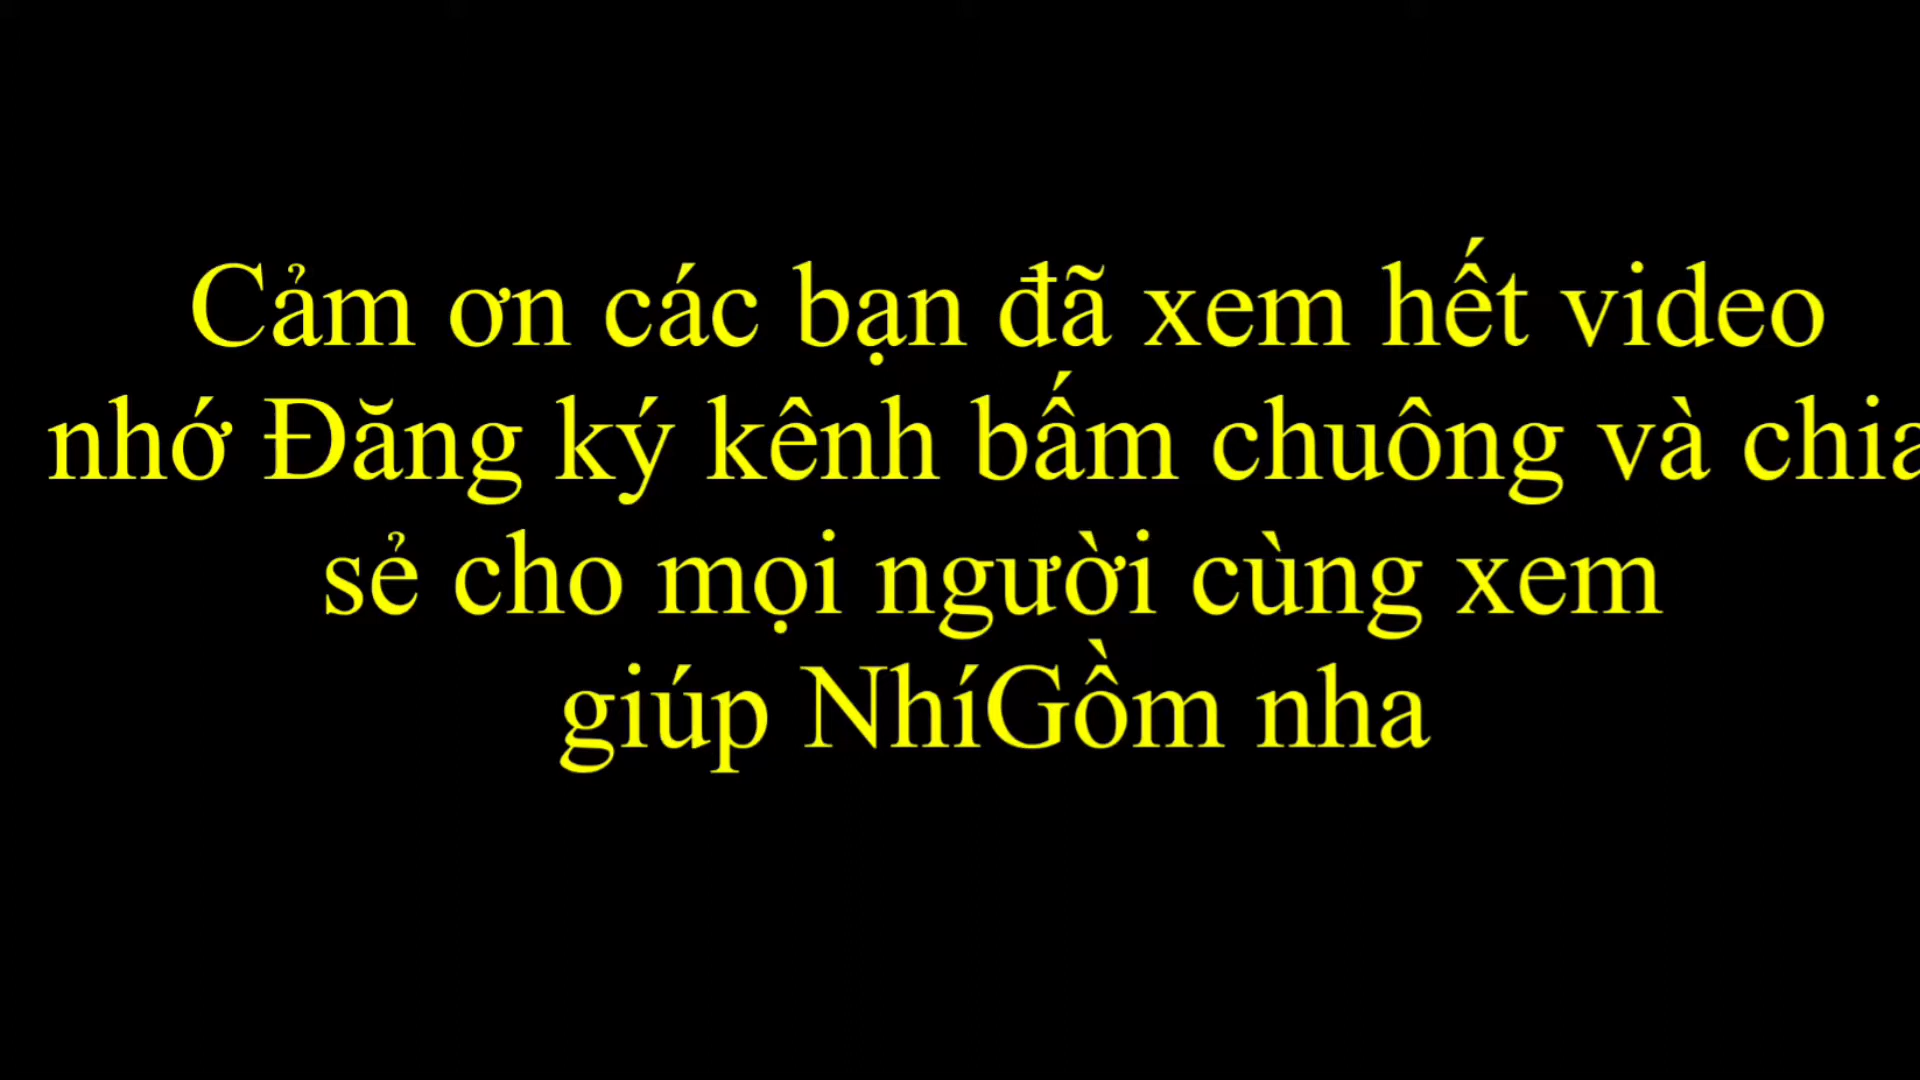 Cảm ơn các bạn đã xem hết video
nhớ Đăng ký kênh bấm chuông và chia
sẻ cho mọi người cùng xem
giúp NhíGồm nha